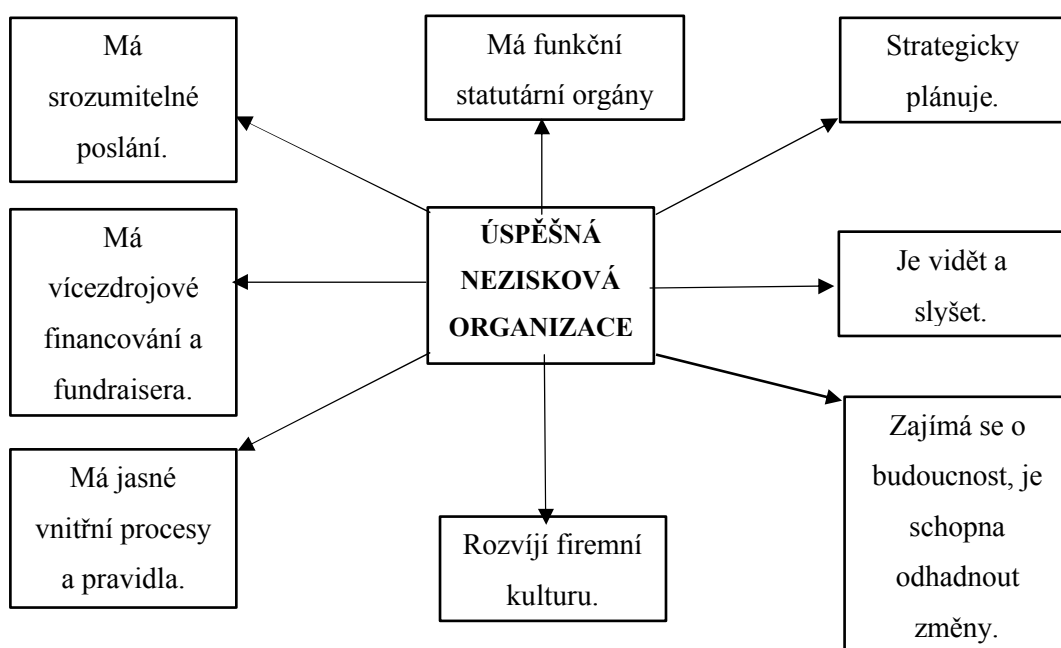 Má
srozumitelné
poslání.
Má funkční
statutární orgány
Strategicky
plánuje.
Má
vícezdrojové
financování a
fundraisera.
ÚSPĚŠNÁ
NEZISKOVÁ
ORGANIZACE
Je vidět a
slyšet.
Má jasné
vnitřní procesy
a pravidla.
Rozvíjí firemní
kulturu.
Zajímá se o
budoucnost, je
schopna
odhadnout
změny.